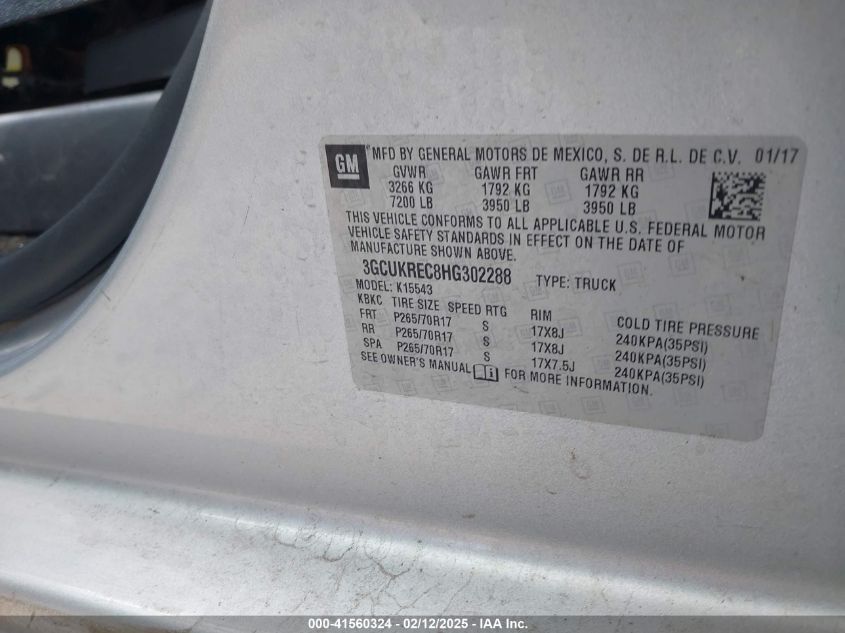 GM
MFD BY GENERAL MOTORS DE MEXICO, S. DE R.L. DE C.V. 01/17
GVWR GAWR FRT GAWR RR
3266 KG 1792 KG 1792 KG
7200 LB 3950 LB 3950 LB
THIS VEHICLE CONFORMS TO ALL APPLICABLE U.S. FEDERAL MOTOR
VEHICLE SAFETY STANDARDS IN EFFECT ON THE DATE OF
MANUFACTURE SHOWN ABOVE.
3GCUKREC8HG302288 TYPE: TRUCK
MODEL: K15543
KBKC TIRE SIZE SPEED RTG RIM COLD TIRE PRESSURE
FRT P265/70R17 S 17X8J 240KPA(35PSI)
RR P265/70R17 S 17X8J 240KPA(35PSI)
SPA P265/70R17 S 17X7.5J 240KPA(35PSI)
SEE OWNER'S MANUAL FOR MORE INFORMATION.
000-41560324 - 02/12/2025 - IAAI.COM